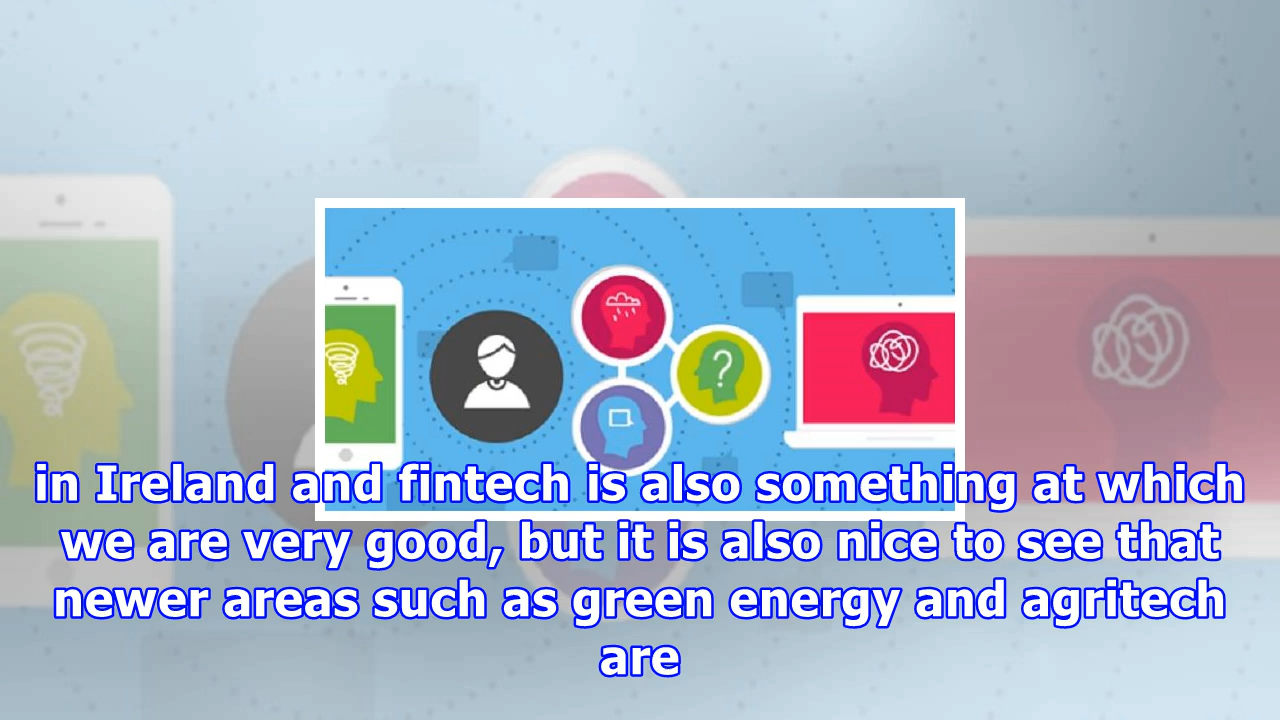 in Ireland and fintech is also something at which
we are very good, but it is also nice to see that
newer areas such as green energy and agritech
are
?